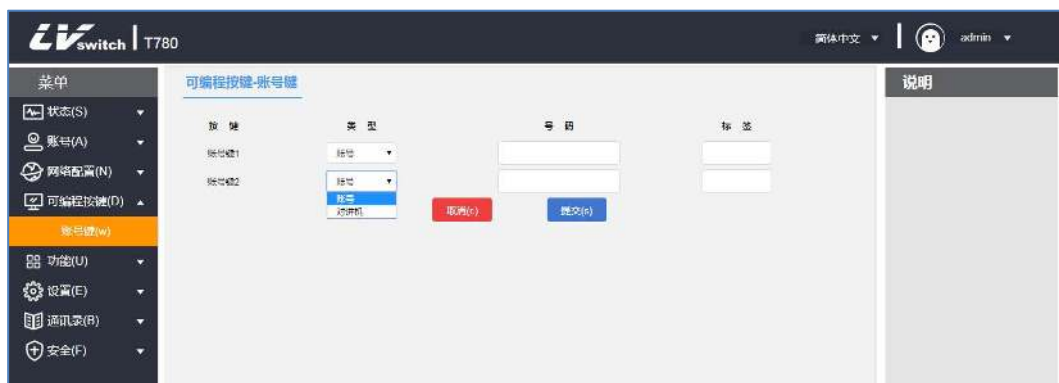 LVswitch T780
简体中文 admin
菜单
可编程按键-账号键
说明
状态(S)
按 键 类 型 号 码 标 签
账号(A)
账号键1 账号
网络配置(N)
账号键2 账号
账号
对讲机
可编程按键(D)
取消(c) 提交(s)
账号键(w)
功能(U)
设置(E)
通讯录(B)
安全(F)